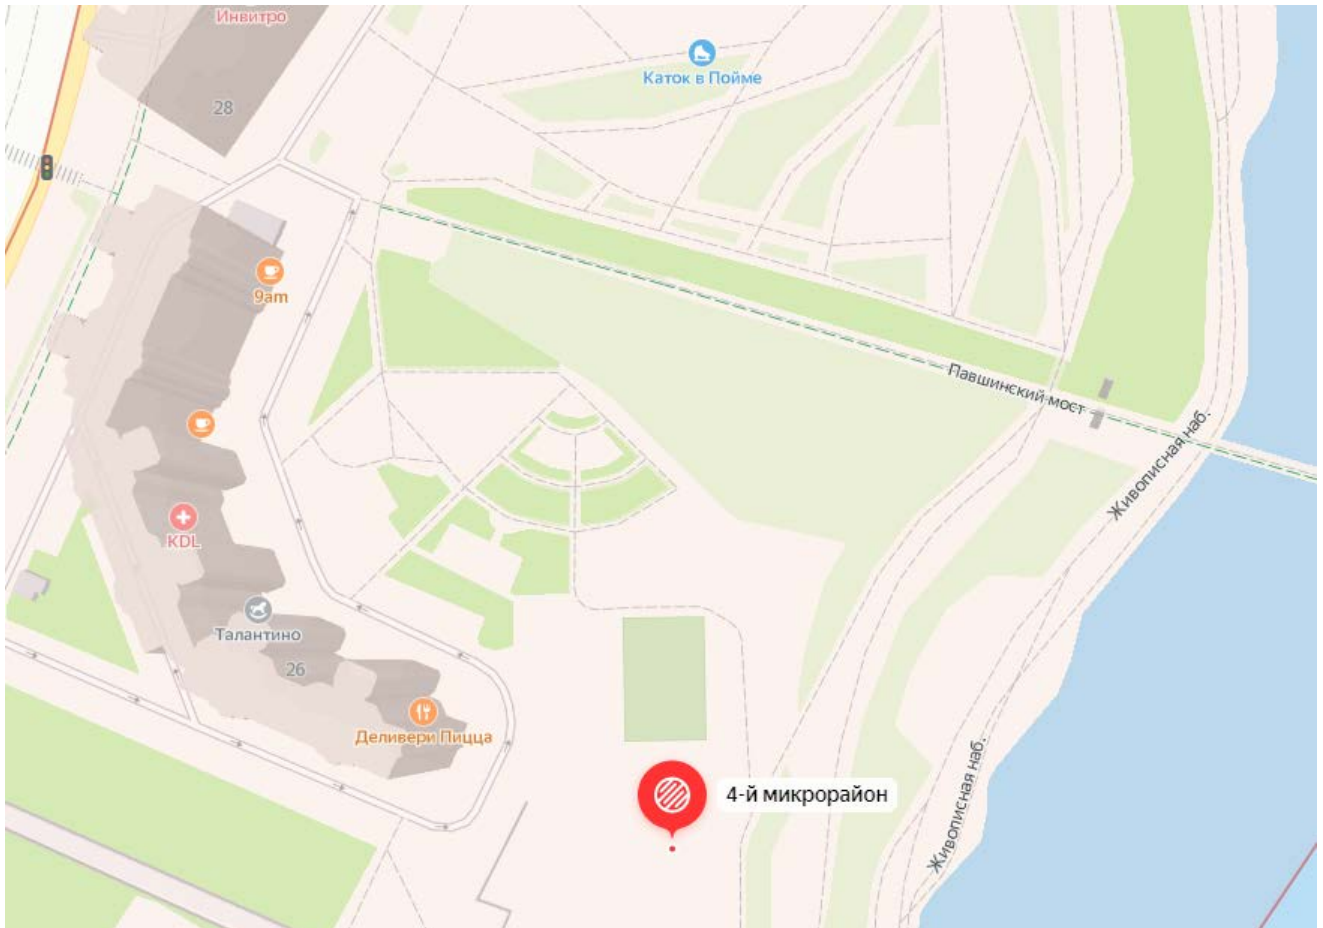 Инвитро
28
Каток в Пойме
9am
Павшинский мост
Живописная наб.
KDL
Талантино
26
Деливери Пицца
4-й микрорайон
Живописная наб.